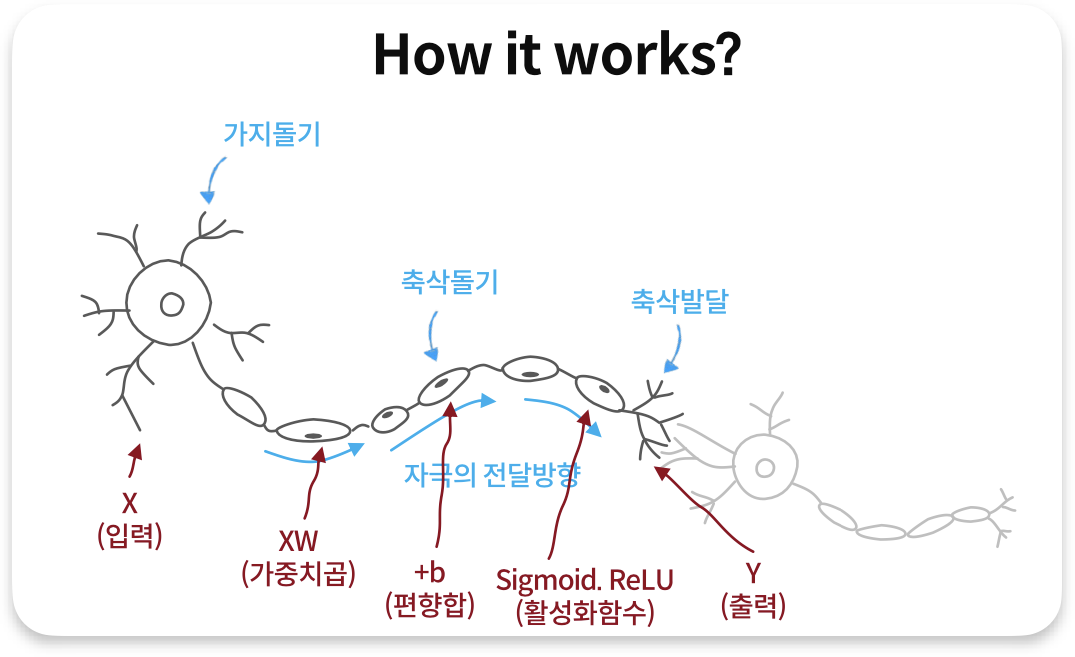 How it works?
가지돌기
축삭돌기
축삭발달
자극의 전달방향
X
(입력)
XW
(가중치곱)
+b
(편향합)
Sigmoid. ReLU
(활성화함수)
Y
(출력)